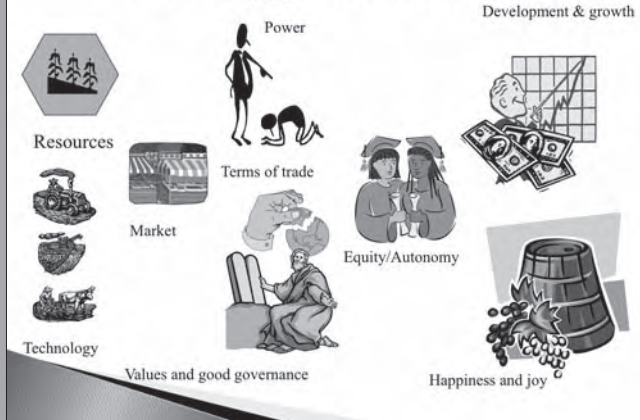 Development & growth
Power
Resources
Terms of trade
Market
Equity/Autonomy
Technology
Values and good governance
Happiness and joy